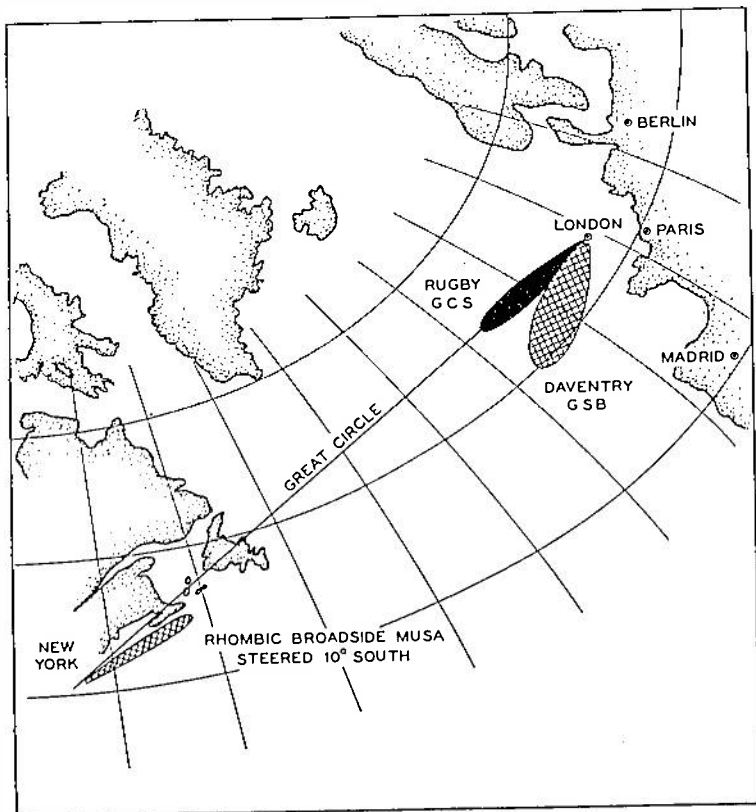 BERLIN
LONDON
PARIS
RUGBY
GCS
MADRID
DAVENTRY
GSB
GREAT CIRCLE
NEW
YORK
RHOMBIC BROADSIDE MUSA
STEERED 10° SOUTH